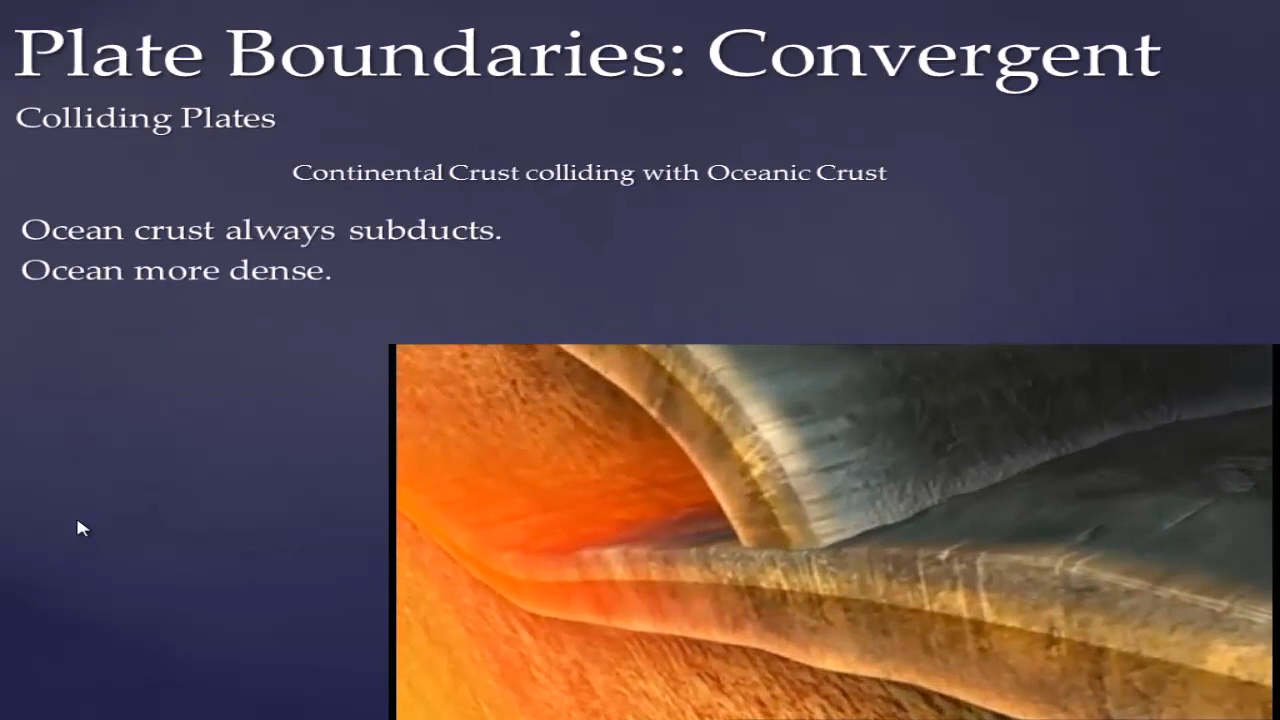 Plate Boundaries: Convergent
Colliding Plates
Continental Crust colliding with Oceanic Crust
Ocean crust always subducts.
Ocean more dense.